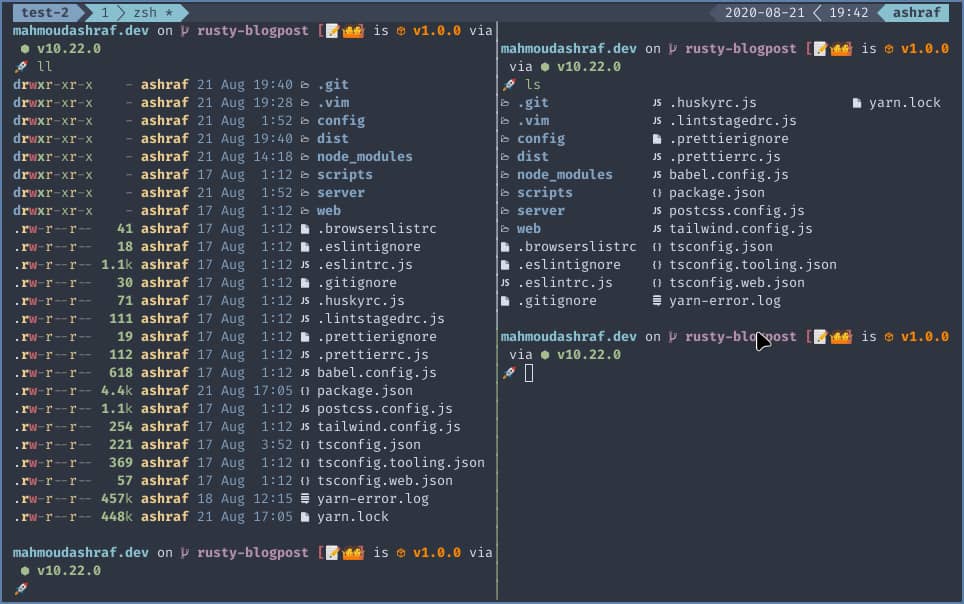 test-2 1 zsh * 2020-08-21 19:42 ashraf
mahmoudashraf.dev on rusty-blogpost [📝🤷] is 📦 v1.0.0 via
⬢ v10.22.0
🚀 ll
drwxr-xr-x - ashraf 21 Aug 19:40 .git
drwxr-xr-x - ashraf 21 Aug 19:28 .vim
drwxr-xr-x - ashraf 21 Aug 1:52 config
drwxr-xr-x - ashraf 21 Aug 19:40 dist
drwxr-xr-x - ashraf 21 Aug 14:18 node_modules
drwxr-xr-x - ashraf 17 Aug 1:12 scripts
drwxr-xr-x - ashraf 21 Aug 1:52 server
drwxr-xr-x - ashraf 17 Aug 1:12 web
.rw-r--r-- 41 ashraf 17 Aug 1:12 .browserslistrc
.rw-r--r-- 18 ashraf 17 Aug 1:12 .eslintignore
.rw-r--r-- 1.1k ashraf 17 Aug 1:12 JS .eslintrc.js
.rw-r--r-- 30 ashraf 17 Aug 1:12 .gitignore
.rw-r--r-- 71 ashraf 17 Aug 1:12 JS .huskyrc.js
.rw-r--r-- 111 ashraf 17 Aug 1:12 JS .lintstagedrc.js
.rw-r--r-- 19 ashraf 17 Aug 1:12 .prettierignore
.rw-r--r-- 112 ashraf 17 Aug 1:12 JS .prettierrc.js
.rw-r--r-- 618 ashraf 17 Aug 1:12 JS babel.config.js
.rw-r--r-- 4.4k ashraf 21 Aug 17:05 {} package.json
.rw-r--r-- 1.1k ashraf 17 Aug 1:12 JS postcss.config.js
.rw-r--r-- 254 ashraf 17 Aug 1:12 JS tailwind.config.js
.rw-r--r-- 221 ashraf 17 Aug 3:52 {} tsconfig.json
.rw-r--r-- 369 ashraf 17 Aug 1:12 {} tsconfig.tooling.json
.rw-r--r-- 57 ashraf 17 Aug 1:12 {} tsconfig.web.json
.rw-r--r-- 457k ashraf 18 Aug 12:15 yarn-error.log
.rw-r--r-- 448k ashraf 21 Aug 17:05 yarn.lock
mahmoudashraf.dev on rusty-blogpost [📝🤷] is 📦 v1.0.0 via
⬢ v10.22.0
🚀
mahmoudashraf.dev on rusty-blogpost [📝🤷] is 📦 v1.0.0
via ⬢ v10.22.0
🚀 ls
.git JS .huskyrc.js yarn.lock
.vim JS .lintstagedrc.js
config .prettierignore
dist JS .prettierrc.js
node_modules JS babel.config.js
scripts {} package.json
server JS postcss.config.js
web JS tailwind.config.js
.browserslistrc {} tsconfig.json
.eslintignore {} tsconfig.tooling.json
JS .eslintrc.js {} tsconfig.web.json
.gitignore yarn-error.log
mahmoudashraf.dev on rusty-blogpost [📝🤷] is 📦 v1.0.0
via ⬢ v10.22.0
🚀